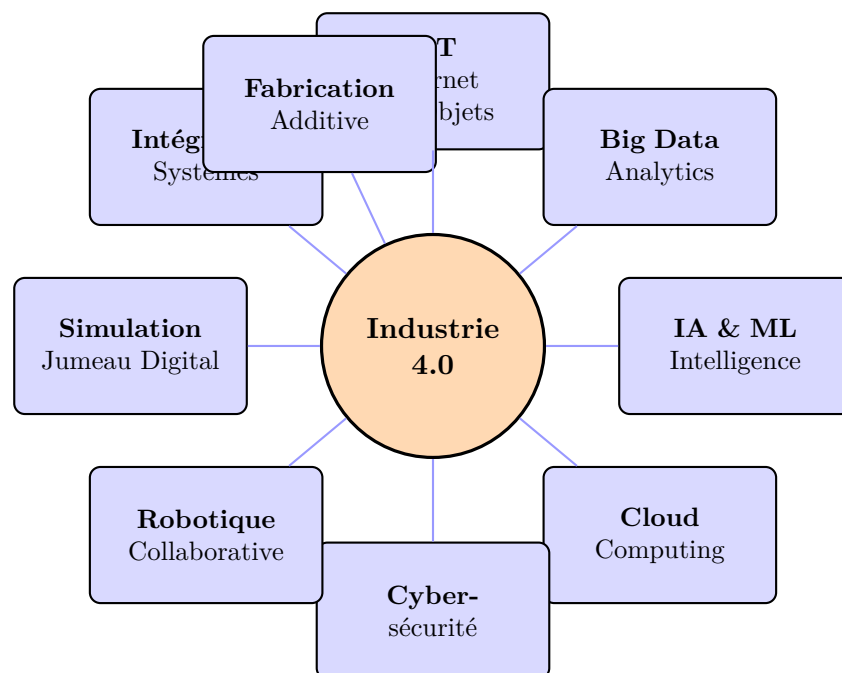 T
Fabrication
Additive
Systèmes
Big Data
Analytics
Simulation
Jumeau Digital
Industrie
4.0
IA & ML
Intelligence
Robotique
Collaborative
Cyber-
sécurité
Cloud
Computing